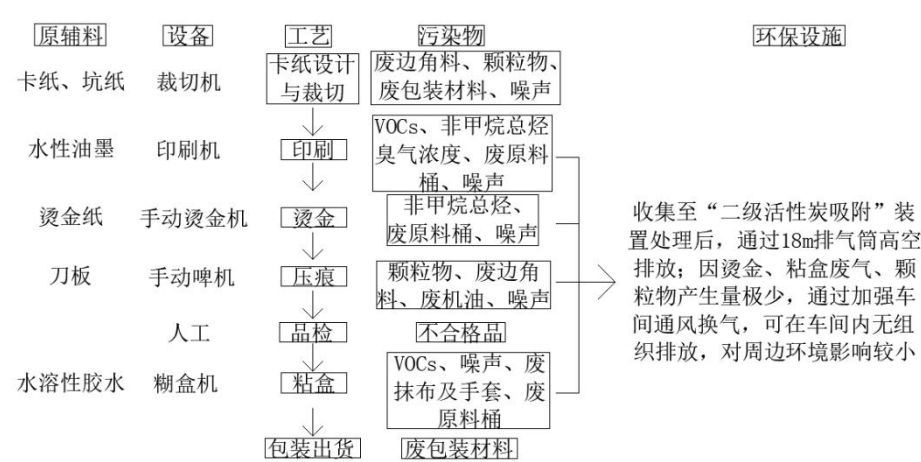 原辅料 设备 工艺 污染物 环保设施
卡纸、坑纸 裁切机 卡纸设计
与裁切
废边角料、颗粒物、
废包装材料、噪声
水性油墨 印刷机 印刷
VOCs、非甲烷总烃
臭气浓度、废原料
桶、噪声
烫金纸 手动烫金机 烫金
非甲烷总烃、
废原料桶、噪声
刀板 手动啤机 压痕
颗粒物、废边角
料、废机油、噪声
人工 品检 不合格品
水溶性胶水 糊盒机 粘盒
VOCs、噪声、废
抹布及手套、废
原料桶
包装出货 废包装材料
收集至“二级活性炭吸附”装
置处理后，通过18m排气筒高空
排放；因烫金、粘盒废气、颗
粒物产生量极少，通过加强车
间通风换气，可在车间内无组
织排放，对周边环境影响较小